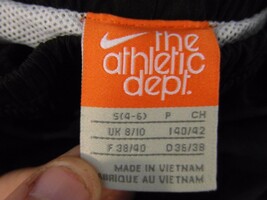 the
athletic
dept.
S(4-6) P CH
UK 8/10 140/42
F 38/40 D36/38
MADE IN VIETNAM
FABRIQUE AU VIETNAM